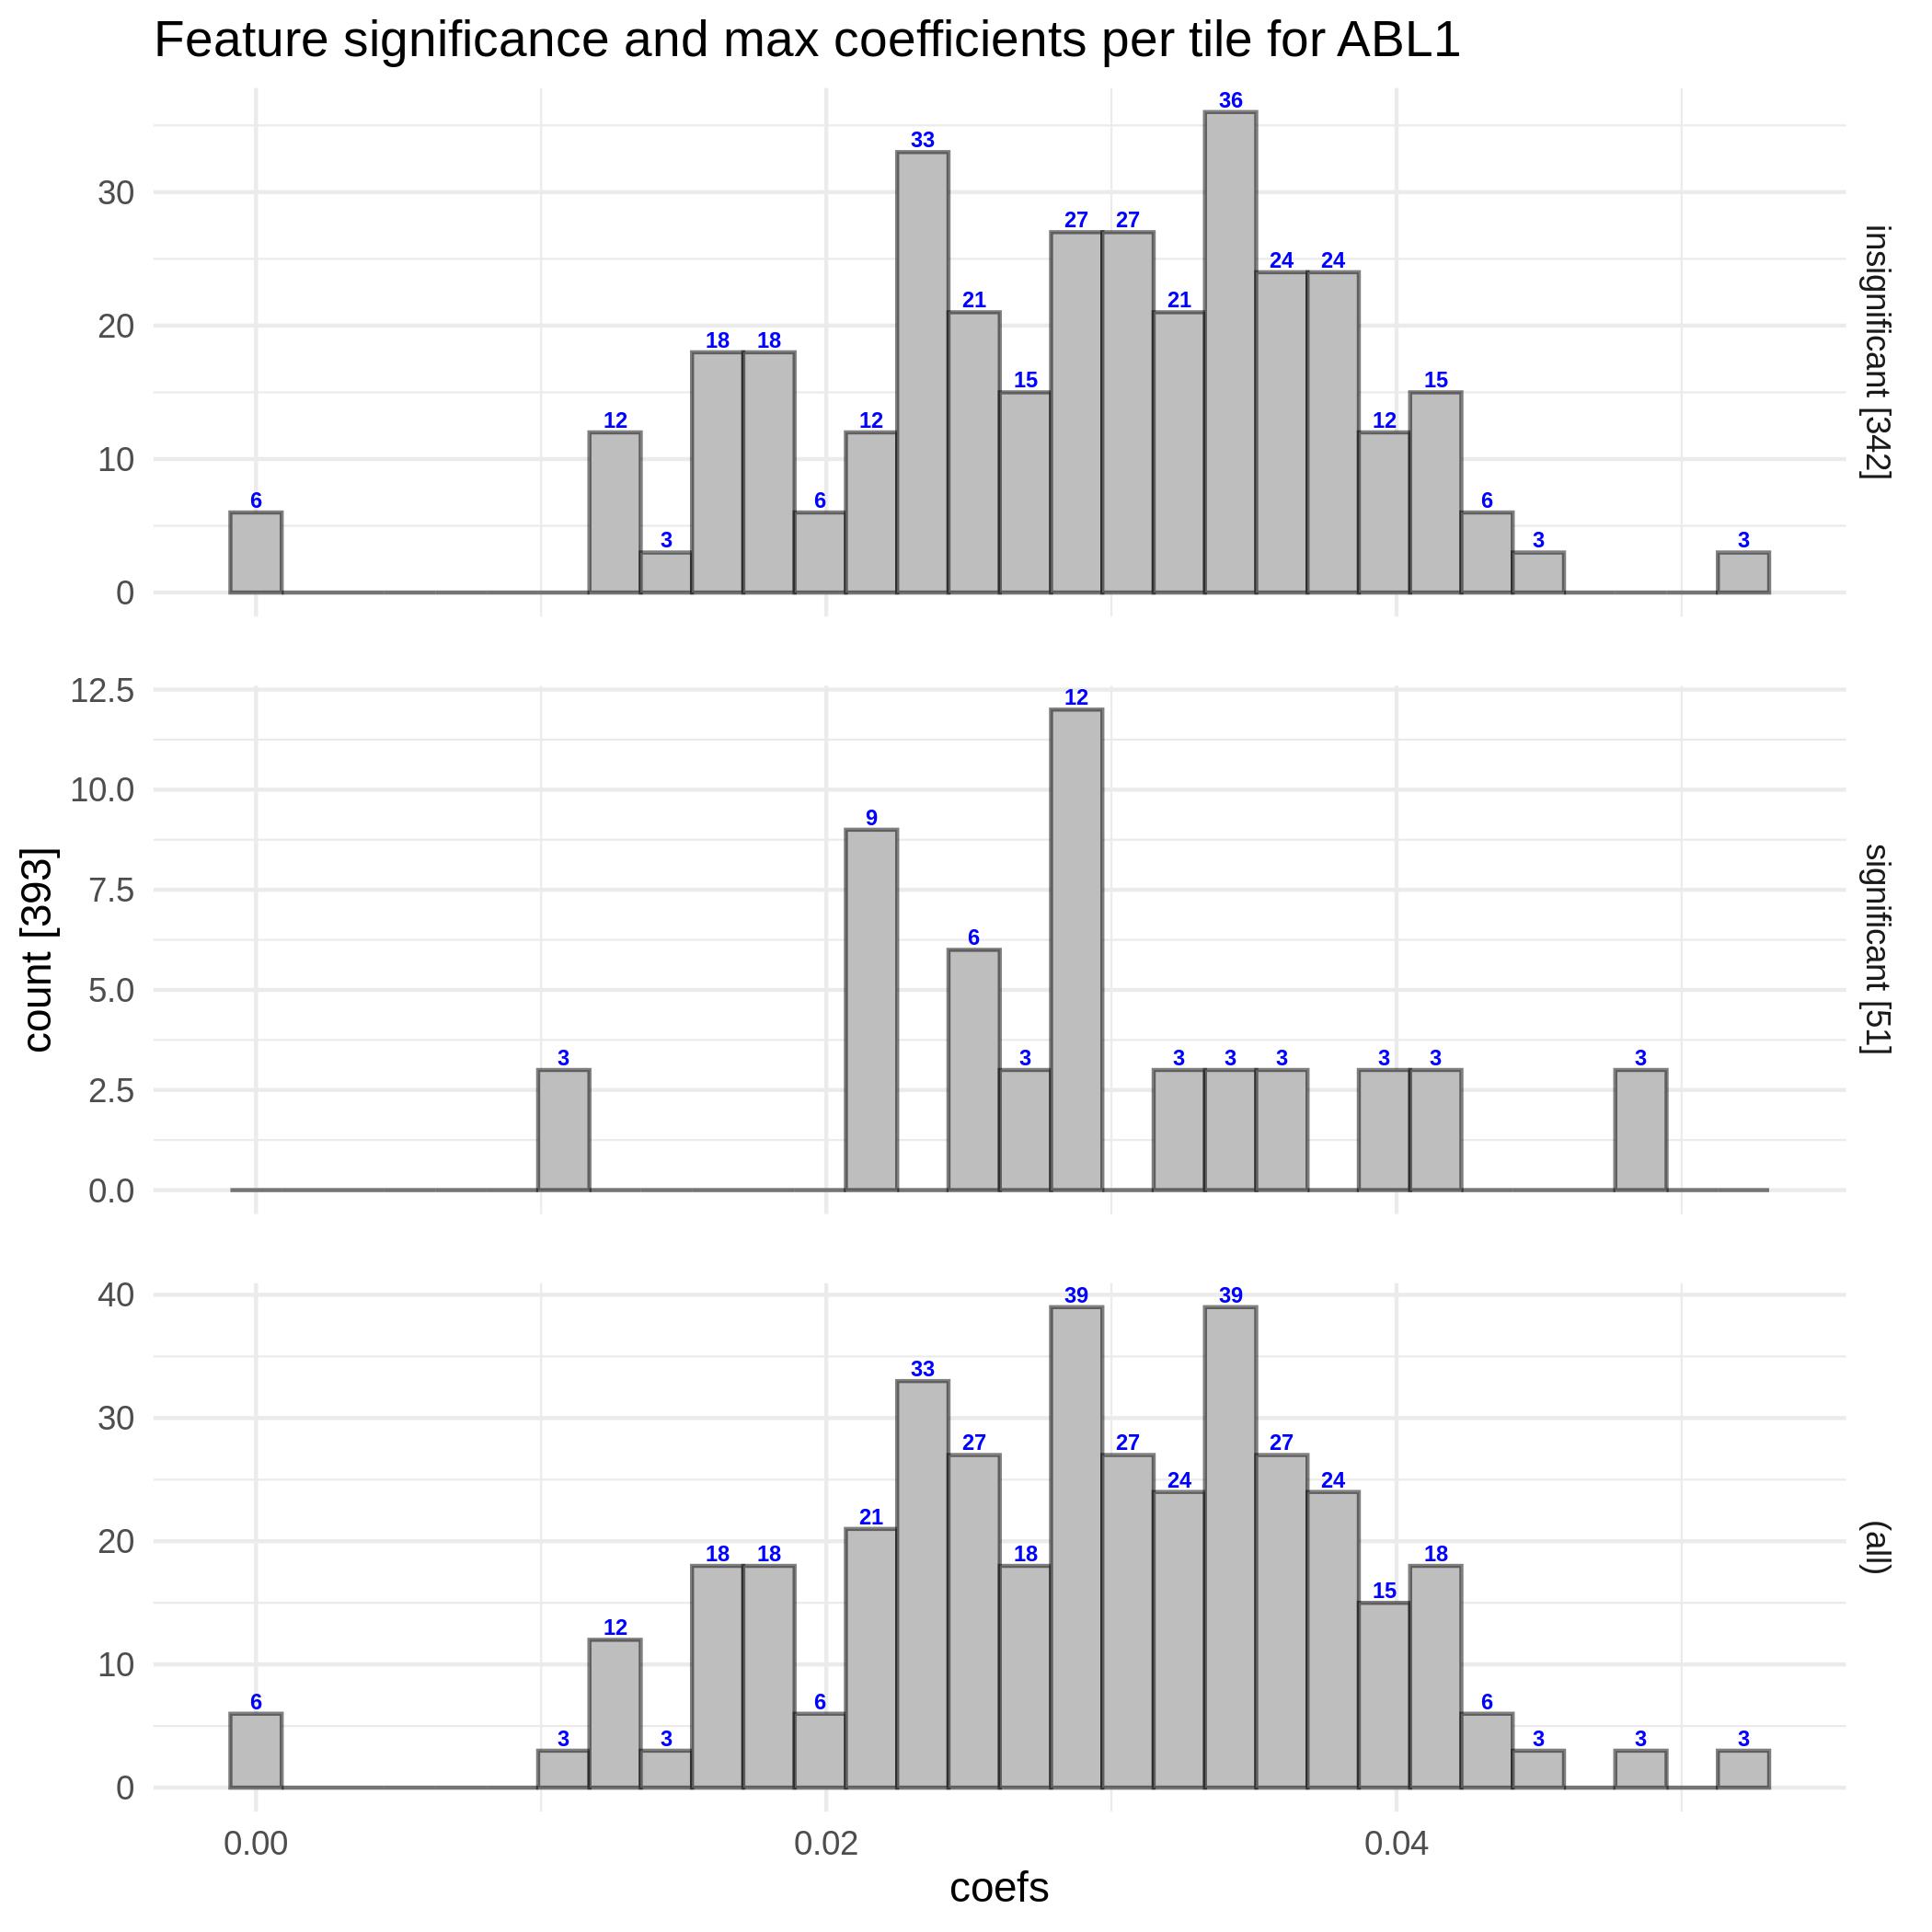 Feature significance and max coefficients per tile for ABL1
36
33
27 27
24 24
21 21
18 18
15 15
12 12 12
6 6 6
3 3 3
30
20
10
0
insignificant [342]
12.5
10.0
7.5
5.0
2.5
0.0
12
9
6
3 3 3 3 3 3 3 3
significant [51]
count [393]
40
30
20
10
0
39 39
33
27 27 27
24 24
21
18 18 18 18
15
12
6 6 6
3 3 3 3 3
(all)
0.00 0.02 0.04
coefs